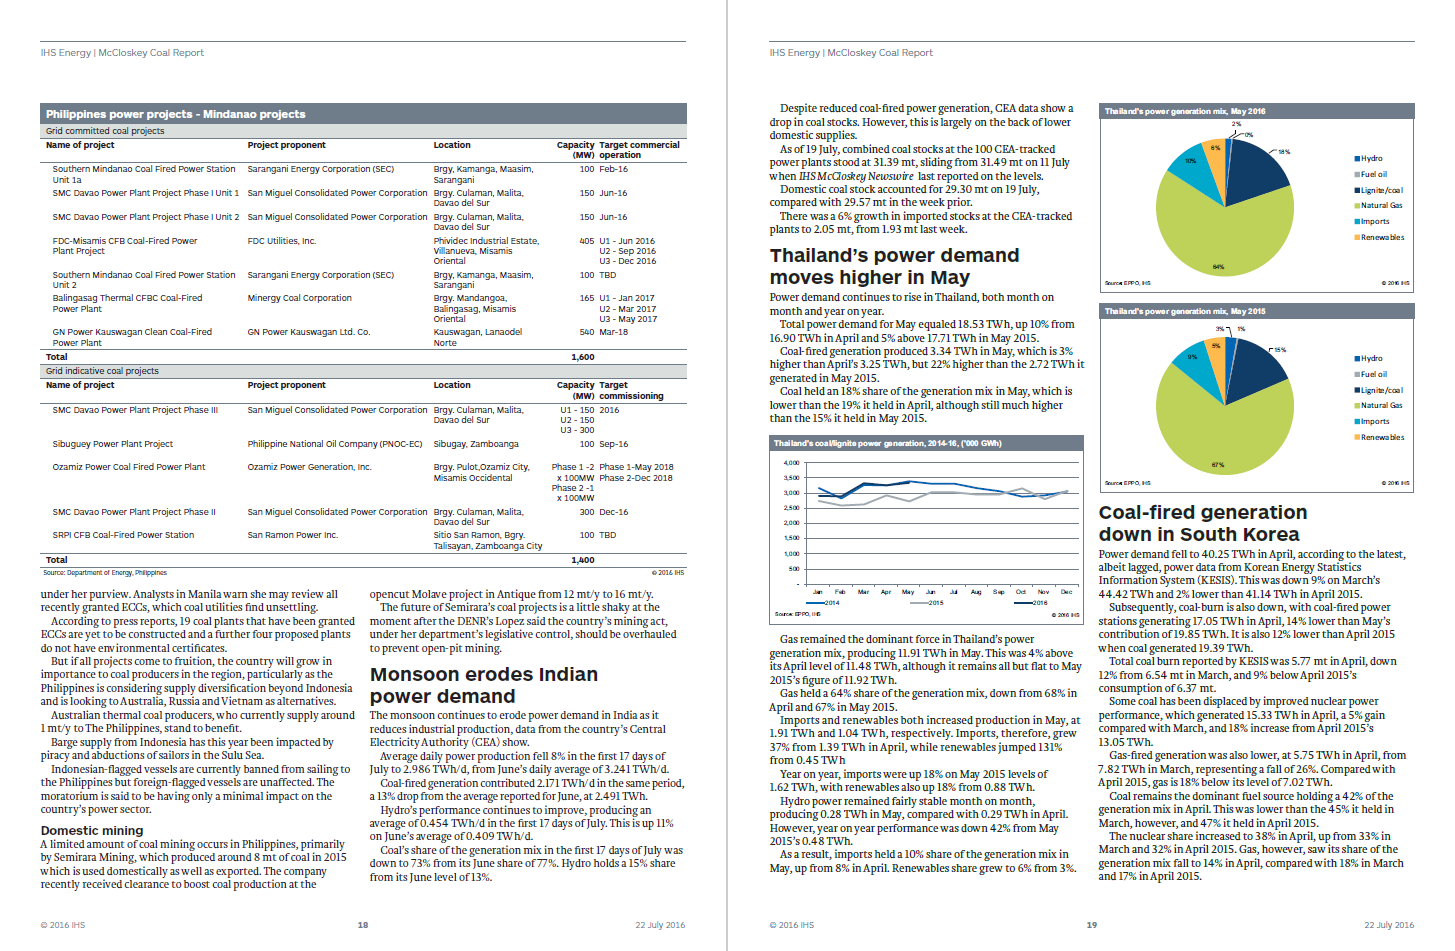 IHS Energy | McCloskey Coal Report
Philippines power projects - Mindanao projects
Grid committed coal projects
Name of project Project proponent Location Capacity Target commercial
(MW) operation
Southern Mindanao Coal Fired Power Station Sarangani Energy Corporation (SEC) Brgy, Kamanga, Maasim, 100 Feb-16
Unit 1a Sarangani
SMC Davao Power Plant Project Phase I Unit 1 San Miguel Consolidated Power Corporation Brgy. Culaman, Malita, 150 Jun-16
Davao del Sur
SMC Davao Power Plant Project Phase I Unit 2 San Miguel Consolidated Power Corporation Brgy. Culaman, Malita, 150 Jun-16
Davao del Sur
FDC-Misamis CFB Coal-Fired Power FDC Utilities, Inc. Phividec Industrial Estate, 405 U1 - Jun 2016
Plant Project Villanueva, Misamis U2 - Sep 2016
Oriental U3 - Dec 2016
Southern Mindanao Coal Fired Power Station Sarangani Energy Corporation (SEC) Brgy, Kamanga, Maasim, 100 TBD
Unit 2 Sarangani
Balingasag Thermal CFBC Coal-Fired Minergy Coal Corporation Brgy. Mandangoa, 165 U1 - Jan 2017
Power Plant Balingasag, Misamis U2 - Mar 2017
Oriental U3 - May 2017
GN Power Kauswagan Clean Coal-Fired GN Power Kauswagan Ltd. Co. Kauswagan, Lanaodel 540 Mar-18
Power Plant Norte
Total 1,600
Grid indicative coal projects
Name of project Project proponent Location Capacity Target
(MW) commissioning
SMC Davao Power Plant Project Phase III San Miguel Consolidated Power Corporation Brgy. Culaman, Malita, U1 - 150 2016
Davao del Sur U2 - 150
U3 - 300
Sibuguey Power Plant Project Philippine National Oil Company (PNOC-EC) Sibugay, Zamboanga 100 Sep-16
Ozamiz Power Coal Fired Power Plant Ozamiz Power Generation, Inc. Brgy. Pulot,Ozamiz City, Phase 1 -2 Phase 1-May 2018
Misamis Occidental x 100MW Phase 2-Dec 2018
Phase 2 -1
x 100MW
SMC Davao Power Plant Project Phase II San Miguel Consolidated Power Corporation Brgy. Culaman, Malita, 300 Dec-16
Davao del Sur
SRPI CFB Coal-Fired Power Station San Ramon Power Inc. Sitio San Ramon, Bgry. 100 TBD
Talisayan, Zamboanga City
Total 1,400
Source: Department of Energy, Philippines © 2016 IHS
under her purview. Analysts in Manila warn she may review all
recently granted ECCs, which coal utilities find unsettling.
According to press reports, 19 coal plants that have been granted
ECCs are yet to be constructed and a further four proposed plants
do not have environmental certificates.
But if all projects come to fruition, the country will grow in
importance to coal producers in the region, particularly as the
Philippines is considering supply diversification beyond Indonesia
and is looking to Australia, Russia and Vietnam as alternatives.
Australian thermal coal producers, who currently supply around
1 mt/y to The Philippines, stand to benefit.
Barge supply from Indonesia has this year been impacted by
piracy and abductions of sailors in the Sulu Sea.
Indonesian-flagged vessels are currently banned from sailing to
the Philippines but foreign-flagged vessels are unaffected. The
moratorium is said to be having only a minimal impact on the
country's power sector.
Domestic mining
A limited amount of coal mining occurs in Philippines, primarily
by Semirara Mining, which produced around 8 mt of coal in 2015
which is used domestically as well as exported. The company
recently received clearance to boost coal production at the
opencut Molave project in Antique from 12 mt/y to 16 mt/y.
The future of Semirara's coal projects is a little shaky at the
moment after the DENR's Lopez said the country's mining act,
under her department's legislative control, should be overhauled
to prevent open-pit mining.
Monsoon erodes Indian
power demand
The monsoon continues to erode power demand in India as it
reduces industrial production, data from the country's Central
Electricity Authority (CEA) show.
Average daily power production fell 8% in the first 17 days of
July to 2.986 TWh/d, from June's daily average of 3.241 TWh/d.
Coal-fired generation contributed 2.171 TWh/d in the same period,
a 13% drop from the average reported for June, at 2.491 TWh.
Hydro's performance continues to improve, producing an
average of 0.454 TWh/d in the first 17 days of July. This is up 11%
on June's average of 0.409 TWh/d.
Coal's share of the generation mix in the first 17 days of July was
down to 73% from its June share of 77%. Hydro holds a 15% share
from its June level of 13%.
© 2016 IHS 18 22 July 2016
IHS Energy | McCloskey Coal Report
Despite reduced coal-fired power generation, CEA data show a
drop in coal stocks. However, this is largely on the back of lower
domestic supplies.
As of 19 July, combined coal stocks at the 100 CEA-tracked
power plants stood at 31.39 mt, sliding from 31.49 mt on 11 July
when IHS McCloskey Newswire last reported on the levels.
Domestic coal stock accounted for 29.30 mt on 19 July,
compared with 29.57 mt in the week prior.
There was a 6% growth in imported stocks at the CEA-tracked
plants to 2.05 mt, from 1.93 mt last week.
Thailand's power demand
moves higher in May
Power demand continues to rise in Thailand, both month on
month and year on year.
Total power demand for May equaled 18.53 TWh, up 10% from
16.90 TWh in April and 5% above 17.71 TWh in May 2015.
Coal-fired generation produced 3.34 TWh in May, which is 3%
higher than April's 3.25 TWh, but 22% higher than the 2.72 TWh it
generated in May 2015.
Coal held an 18% share of the generation mix in May, which is
lower than the 19% it held in April, although still much higher
than the 15% it held in May 2015.
Thailand's coal/lignite power generation, 2014-16, ('000 GWh)
4,000
3,500
3,000
2,500
2,000
1,500
1,000
500
-
Jan Feb Mar Apr May Jun Jul Aug Sep Oct Nov Dec
2014 2015 2016
Source: EPPO, IHS © 2016 IHS
Gas remained the dominant force in Thailand's power
generation mix, producing 11.91 TWh in May. This was 4% above
its April level of 11.48 TWh, although it remains all but flat to May
2015's figure of 11.92 TWh.
Gas held a 64% share of the generation mix, down from 68% in
April and 67% in May 2015.
Imports and renewables both increased production in May, at
1.91 TWh and 1.04 TWh, respectively. Imports, therefore, grew
37% from 1.39 TWh in April, while renewables jumped 131%
from 0.45 TWh
Year on year, imports were up 18% on May 2015 levels of
1.62 TWh, with renewables also up 18% from 0.88 TWh.
Hydro power remained fairly stable month on month,
producing 0.28 TWh in May, compared with 0.29 TWh in April.
However, year on year performance was down 42% from May
2015's 0.48 TWh.
As a result, imports held a 10% share of the generation mix in
May, up from 8% in April. Renewables share grew to 6% from 3%.
Thailand's power generation mix, May 2016
2%
0%
18%
6%
10%
64%
Hydro
Fuel oil
Lignite/coal
Natural Gas
Imports
Renewables
Source: EPPO, IHS © 2016 IHS
Thailand's power generation mix, May 2015
3% 1%
15%
5%
9%
67%
Hydro
Fuel oil
Lignite/coal
Natural Gas
Imports
Renewables
Source: EPPO, IHS © 2016 IHS
Coal-fired generation
down in South Korea
Power demand fell to 40.25 TWh in April, according to the latest,
albeit lagged, power data from Korean Energy Statistics
Information System (KESIS). This was down 9% on March's
44.42 TWh and 2% lower than 41.14 TWh in April 2015.
Subsequently, coal-burn is also down, with coal-fired power
stations generating 17.05 TWh in April, 14% lower than May's
contribution of 19.85 TWh. It is also 12% lower than April 2015
when coal generated 19.39 TWh.
Total coal burn reported by KESIS was 5.77 mt in April, down
12% from 6.54 mt in March, and 9% below April 2015's
consumption of 6.37 mt.
Some coal has been displaced by improved nuclear power
performance, which generated 15.33 TWh in April, a 5% gain
compared with March, and 18% increase from April 2015's
13.05 TWh.
Gas-fired generation was also lower, at 5.75 TWh in April, from
7.82 TWh in March, representing a fall of 26%. Compared with
April 2015, gas is 18% below its level of 7.02 TWh.
Coal remains the dominant fuel source holding a 42% of the
generation mix in April. This was lower than the 45% it held in
March, however, and 47% it held in April 2015.
The nuclear share increased to 38% in April, up from 33% in
March and 32% in April 2015. Gas, however, saw its share of the
generation mix fall to 14% in April, compared with 18% in March
and 17% in April 2015.
© 2016 IHS 19 22 July 2016